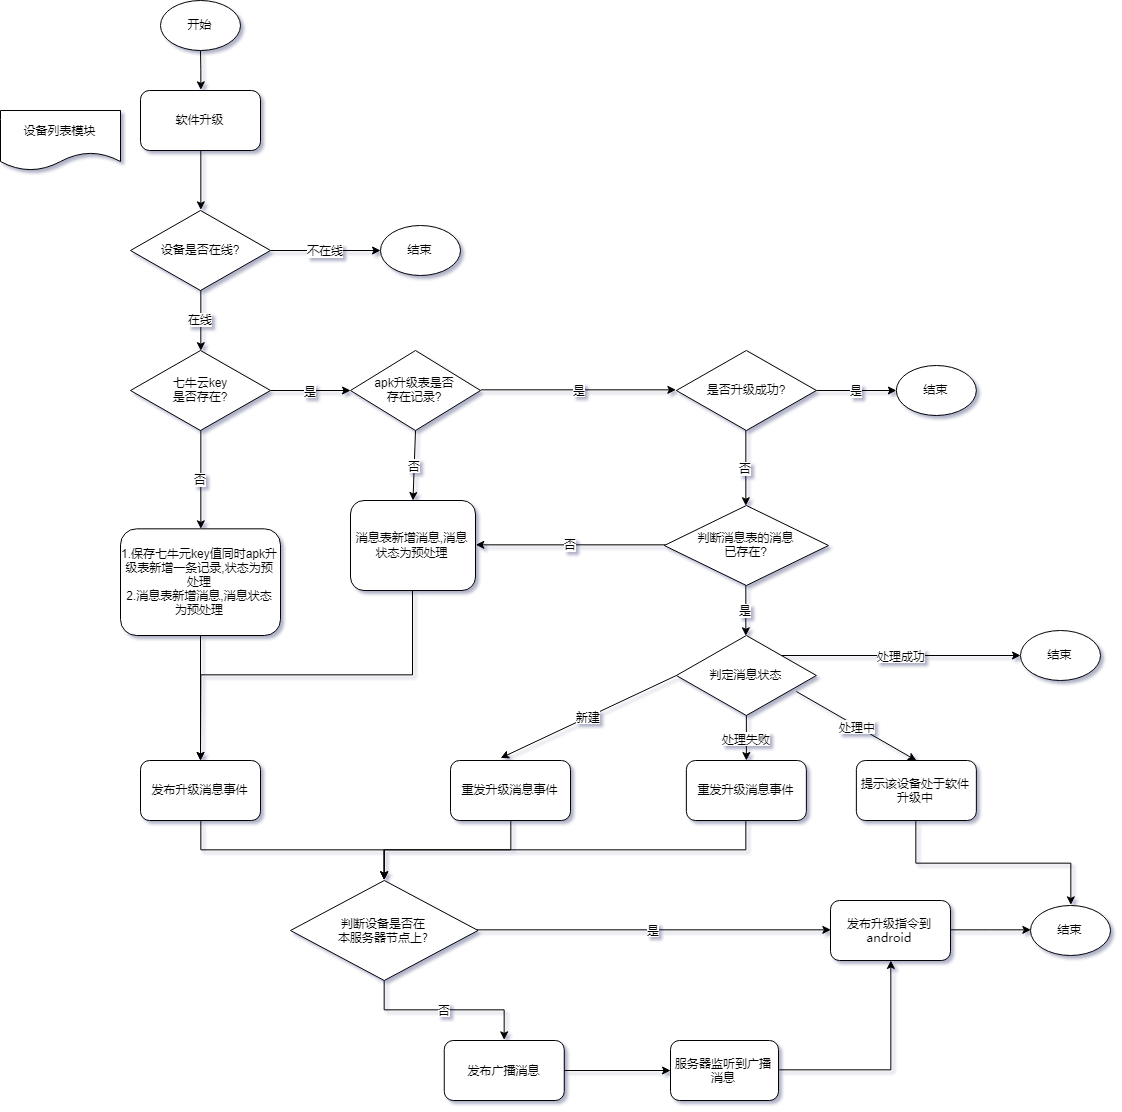 开始
软件升级
设备列表模块
设备是否在线?
不在线
结束
在线
七牛云key
是否存在?
是
apk升级表是否
存在记录?
是
是否升级成功?
是
结束
否
否
否
1.保存七牛元key值同时apk升
级表新增一条记录,状态为预
处理
2.消息表新增消息,消息状态
为预处理
消息表新增消息,消息
状态为预处理
否
判断消息表的消息
已存在?
是
判定消息状态
处理成功
结束
新建
处理失败
处理中
发布升级消息事件
重发升级消息事件
重发升级消息事件
提示该设备处于软件
升级中
判断设备是否在
本服务器节点上?
是
发布升级指令到
android
结束
否
发布广播消息
服务器监听到广播
消息